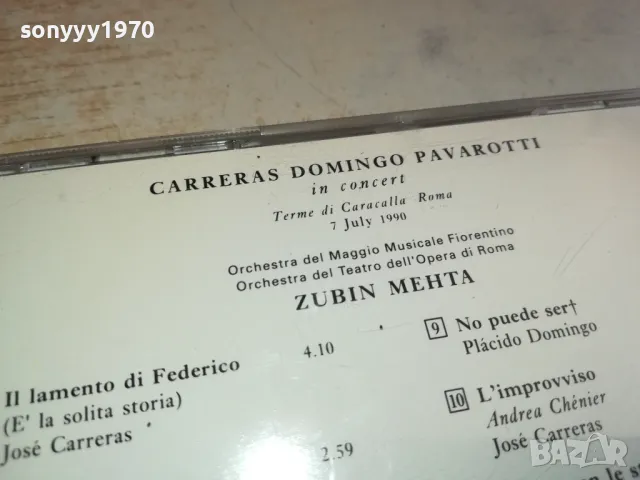 sonyyy1970
CARRERAS DOMINGO PAVAROTTI
in concert
Terme di Caracalla Roma
7 July 1990
Orchestra del Maggio Musicale Fiorentino
Orchestra del Teatro dell'Opera di Roma
ZUBIN MEHTA
Il lamento di Federico 4.10
(E' la solita storia)
José Carreras
2.59
9 No puede ser†
Plácido Domingo
10 L'improvviso
Andrea Chénier
José Carreras
bazar